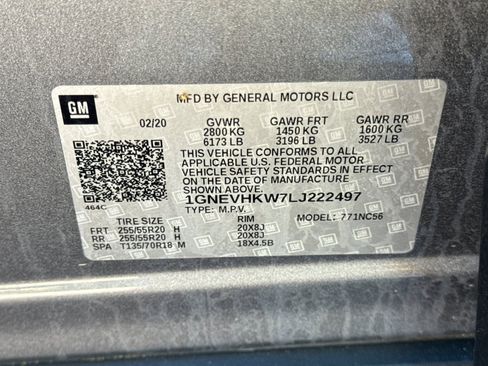 GM
MFD BY GENERAL MOTORS LLC
02/20 GVWR GAWR FRT GAWR RR
2800 KG 1450 KG 1600 KG
6173 LB 3196 LB 3527 LB
THIS VEHICLE CONFORMS TO ALL
APPLICABLE U.S. FEDERAL MOTOR
VEHICLE SAFETY STANDARDS IN EFFECT
ON THE DATE OF MANUFACTURE
SHOWN ABOVE.
1GNEVHKW7LJ222497
464C TYPE: M.P.V. MODEL: 771NC56
TIRE SIZE RIM
FRT 255/55R20 H 20X8J
RR 255/55R20 H 20X8J
SPA T135/70R18 M 18X4.5B